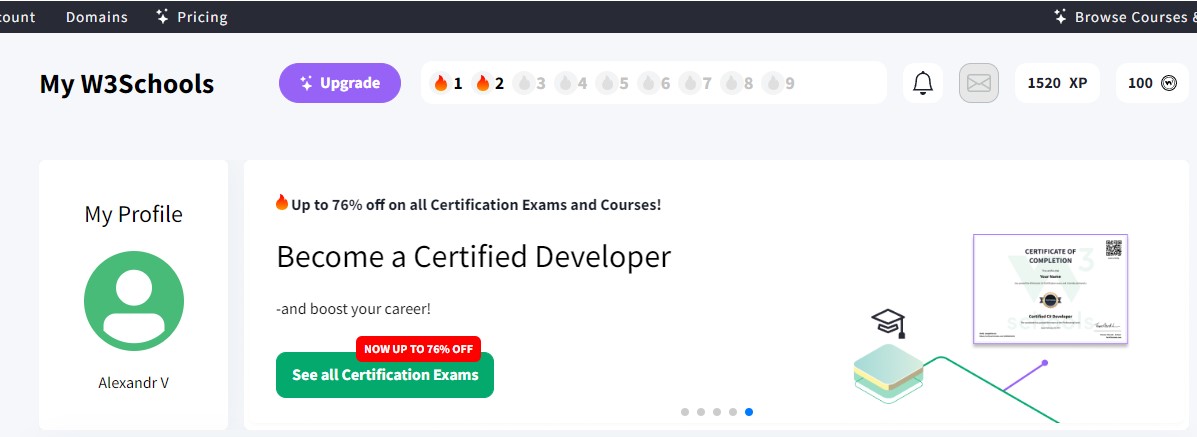 count Domains Pricing Browse Courses &
My W3Schools Upgrade 1 2 3 4 5 6 7 8 9 1520 XP 100
My Profile
Alexandr V
Up to 76% off on all Certification Exams and Courses!
Become a Certified Developer
-and boost your career!
NOW UP TO 76% OFF
See all Certification Exams
CERTIFICATE OF
COMPLETION
Your Name
Certified C# Developer